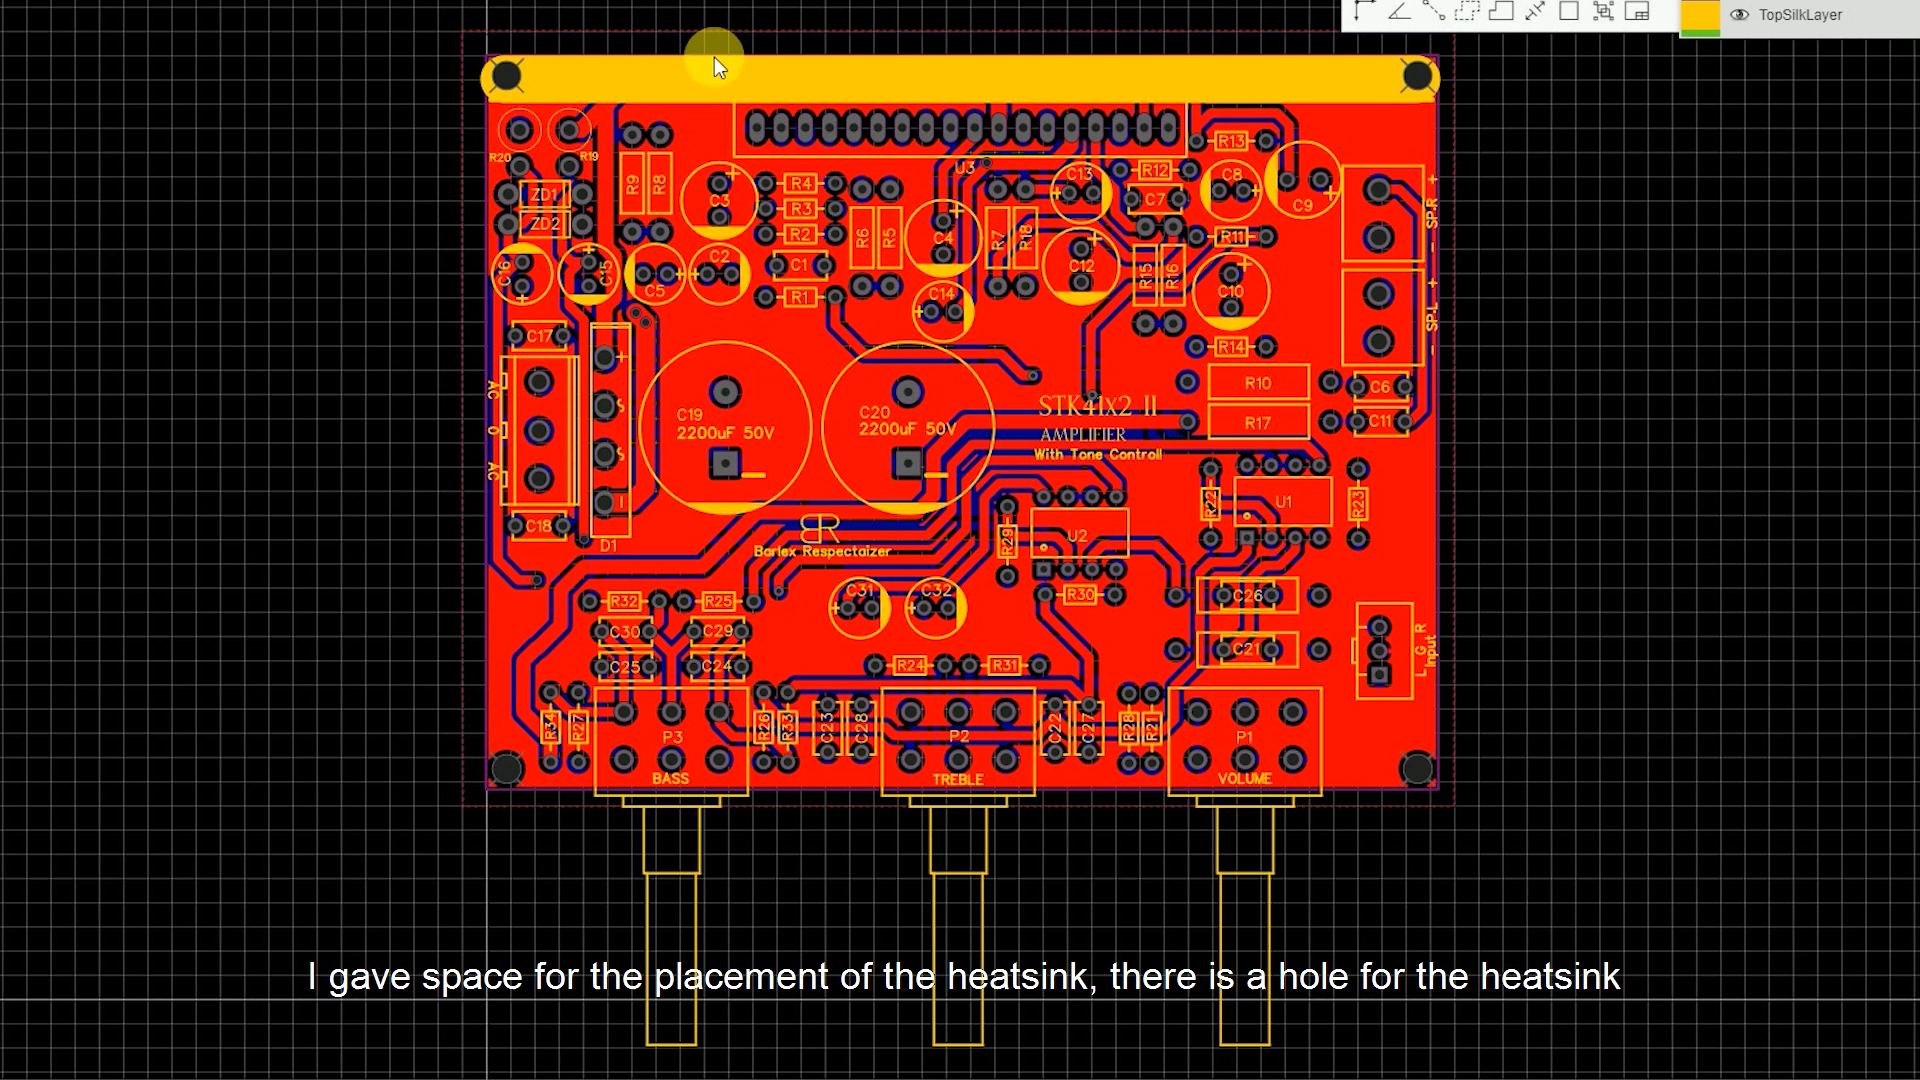 TopSilkLayer
R20
R19
R9
R8
ZD1
ZD2
C3
R4
R3
R2
C1
R1
U3
R6
R5
C4
C14
R7
R18
C13
C12
R12
C7
R13
C8
C9
R11
R15
R16
C10
R14
SP.R
+
-
SP.L
+
-
C16
C15
C5
C2
C17
AC
0
AC
C18
+
S
S
-
D1
C19
2200uF 50V
C20
2200uF 50V
STK41x2 II
AMPLIFIER
With Tone Controll
R10
R17
C6
C11
R22
U1
R23
BR
Barlex Respectaizer
R29
U2
R30
C31
C32
C26
C21
L G R
Input
R32
R25
C30
C29
C25
C24
R24
R31
R34
R27
P3
BASS
R26
R33
C23
C28
P2
TREBLE
C22
C27
R28
R21
P1
VOLUME
I gave space for the placement of the heatsink, there is a hole for the heatsink